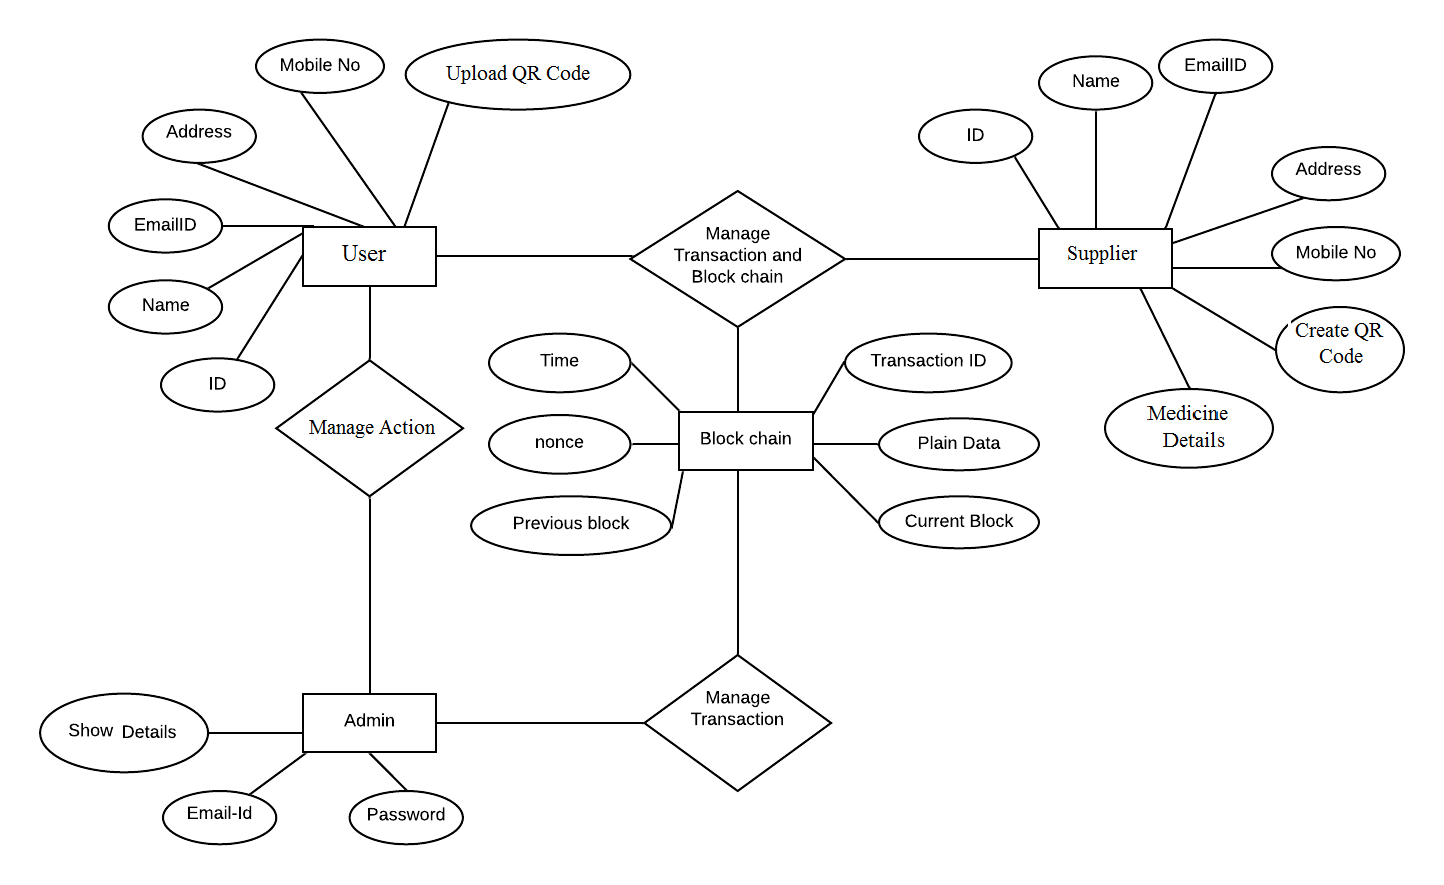 Mobile No
Upload QR Code
EmailID
Name
Address
ID
Address
EmailID
User
Manage
Transaction and
Block chain
Supplier
Mobile No
Name
Create QR
Code
Time
Transaction ID
ID
Manage Action
Medicine
Details
nonce
Block chain
Plain Data
Previous block
Current Block
Show Details
Admin
Manage
Transaction
Email-Id
Password